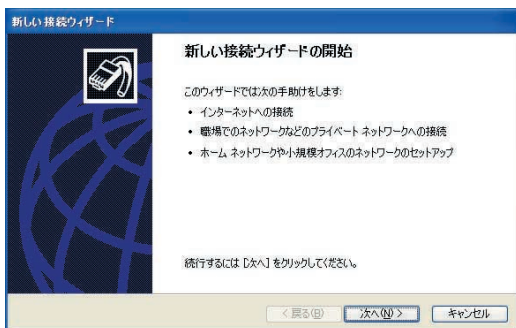 新しい接続ウィザード
新しい接続ウィザードの開始
このウィザードでは次の手助けをします:
• インターネットへの接続
• 職場でのネットワークなどのプライベート ネットワークへの接続
• ホーム ネットワークや小規模オフィスのネットワークのセットアップ
続行するには [次へ] をクリックしてください。
< 戻る(B) 次へ(N) > キャンセル